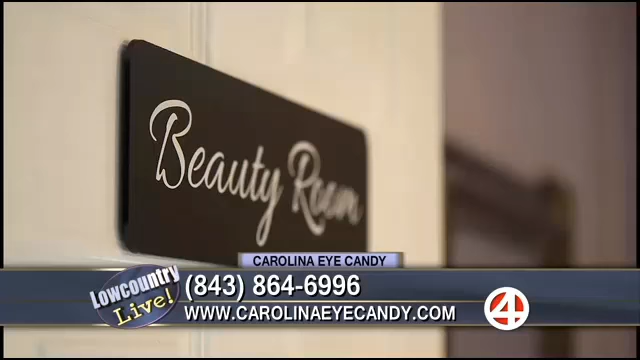 Beauty Room
CAROLINA EYE CANDY
Lowcountry
Live!
(843) 864-6996
WWW.CAROLINAEYECANDY.COM
4